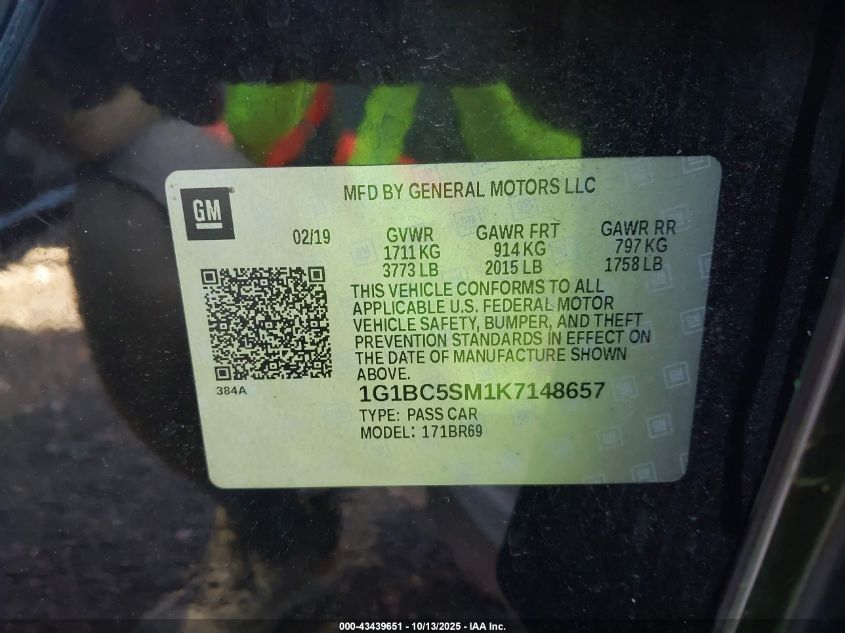 MFD BY GENERAL MOTORS LLC
GM
02/19
GVWR
1711 KG
3773 LB
GAWR FRT
914 KG
2015 LB
GAWR RR
797 KG
1758 LB
THIS VEHICLE CONFORMS TO ALL
APPLICABLE U.S. FEDERAL MOTOR
VEHICLE SAFETY, BUMPER, AND THEFT
PREVENTION STANDARDS IN EFFECT ON
THE DATE OF MANUFACTURE SHOWN
ABOVE.
384A
1G1BC5SM1K7148657
TYPE: PASS CAR
MODEL: 171BR69
000-43439651 - 10/13/2025 - IAA Inc.